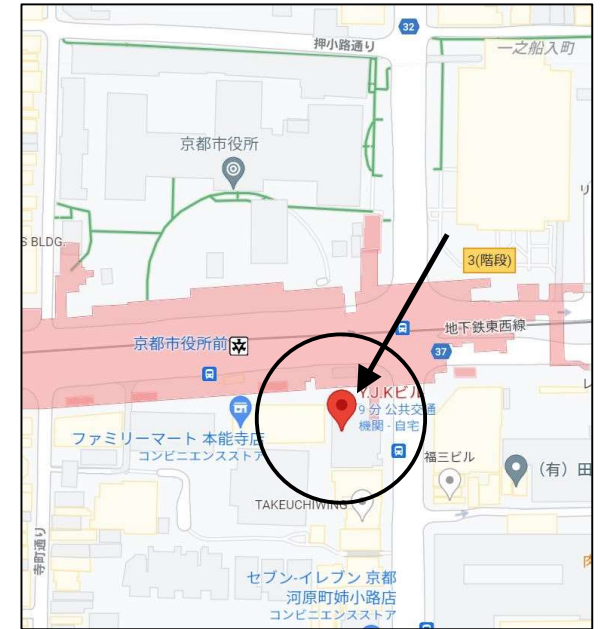 32
押小路通り
一之船入町
京都市役所
リ
S BLDG.
3(階段)
地下鉄東西線
京都市役所前
37
レ
Y.J.Kビル
9 分 公共交通
機関 - 自宅
ファミリーマート 本能寺店
コンビニエンスストア
福三ビル
(有) 田
TAKEUCHIWING
寺町通り
肉
セブン-イレブン 京都
河原町姉小路店
コンビニエンスストア